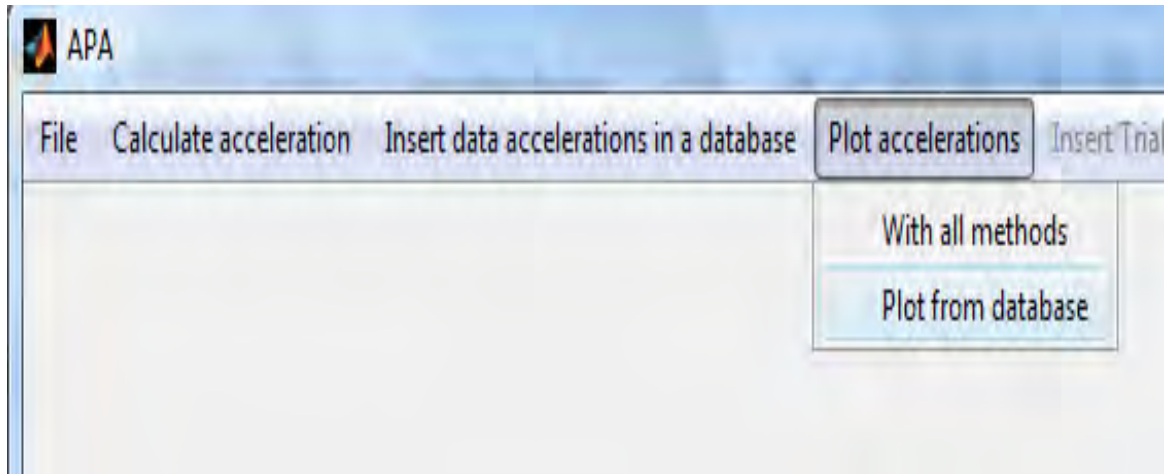 APA
File Calculate acceleration Insert data accelerations in a database Plot accelerations Insert Trial
With all methods
Plot from database